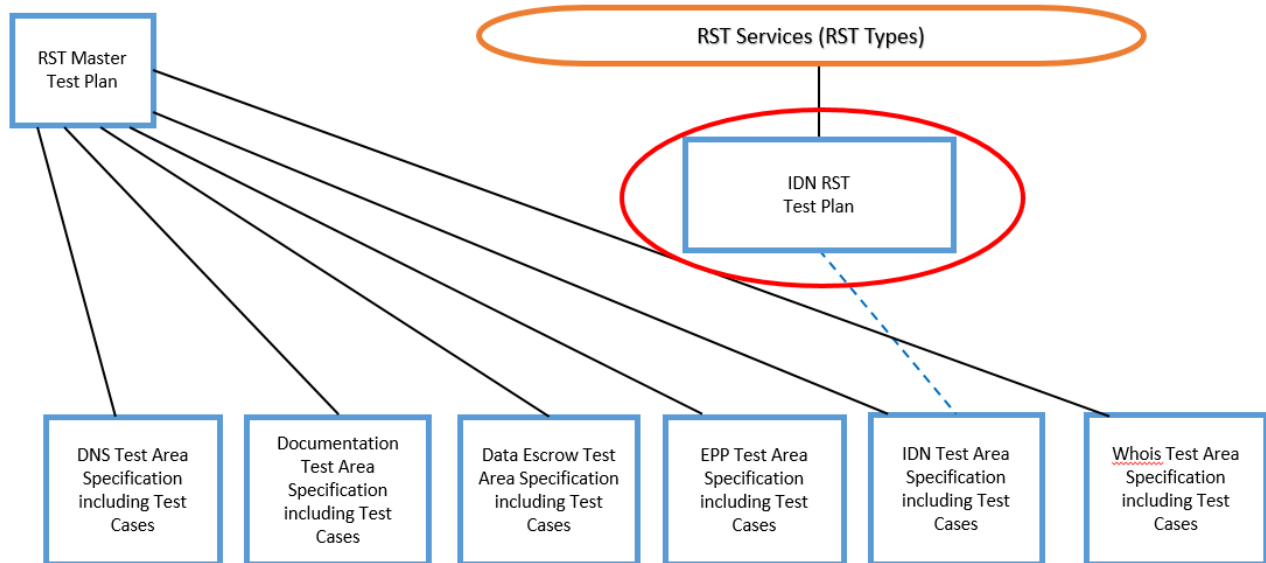 RST Master
Test Plan
RST Services (RST Types)
IDN RST
Test Plan
DNS Test Area
Specification
including Test
Cases
Documentation
Test Area
Specification
including Test
Cases
Data Escrow Test
Area Specification
including Test
Cases
EPP Test Area
Specification
including Test
Cases
IDN Test Area
Specification
including Test
Cases
Whois Test Area
Specification
including Test
Cases